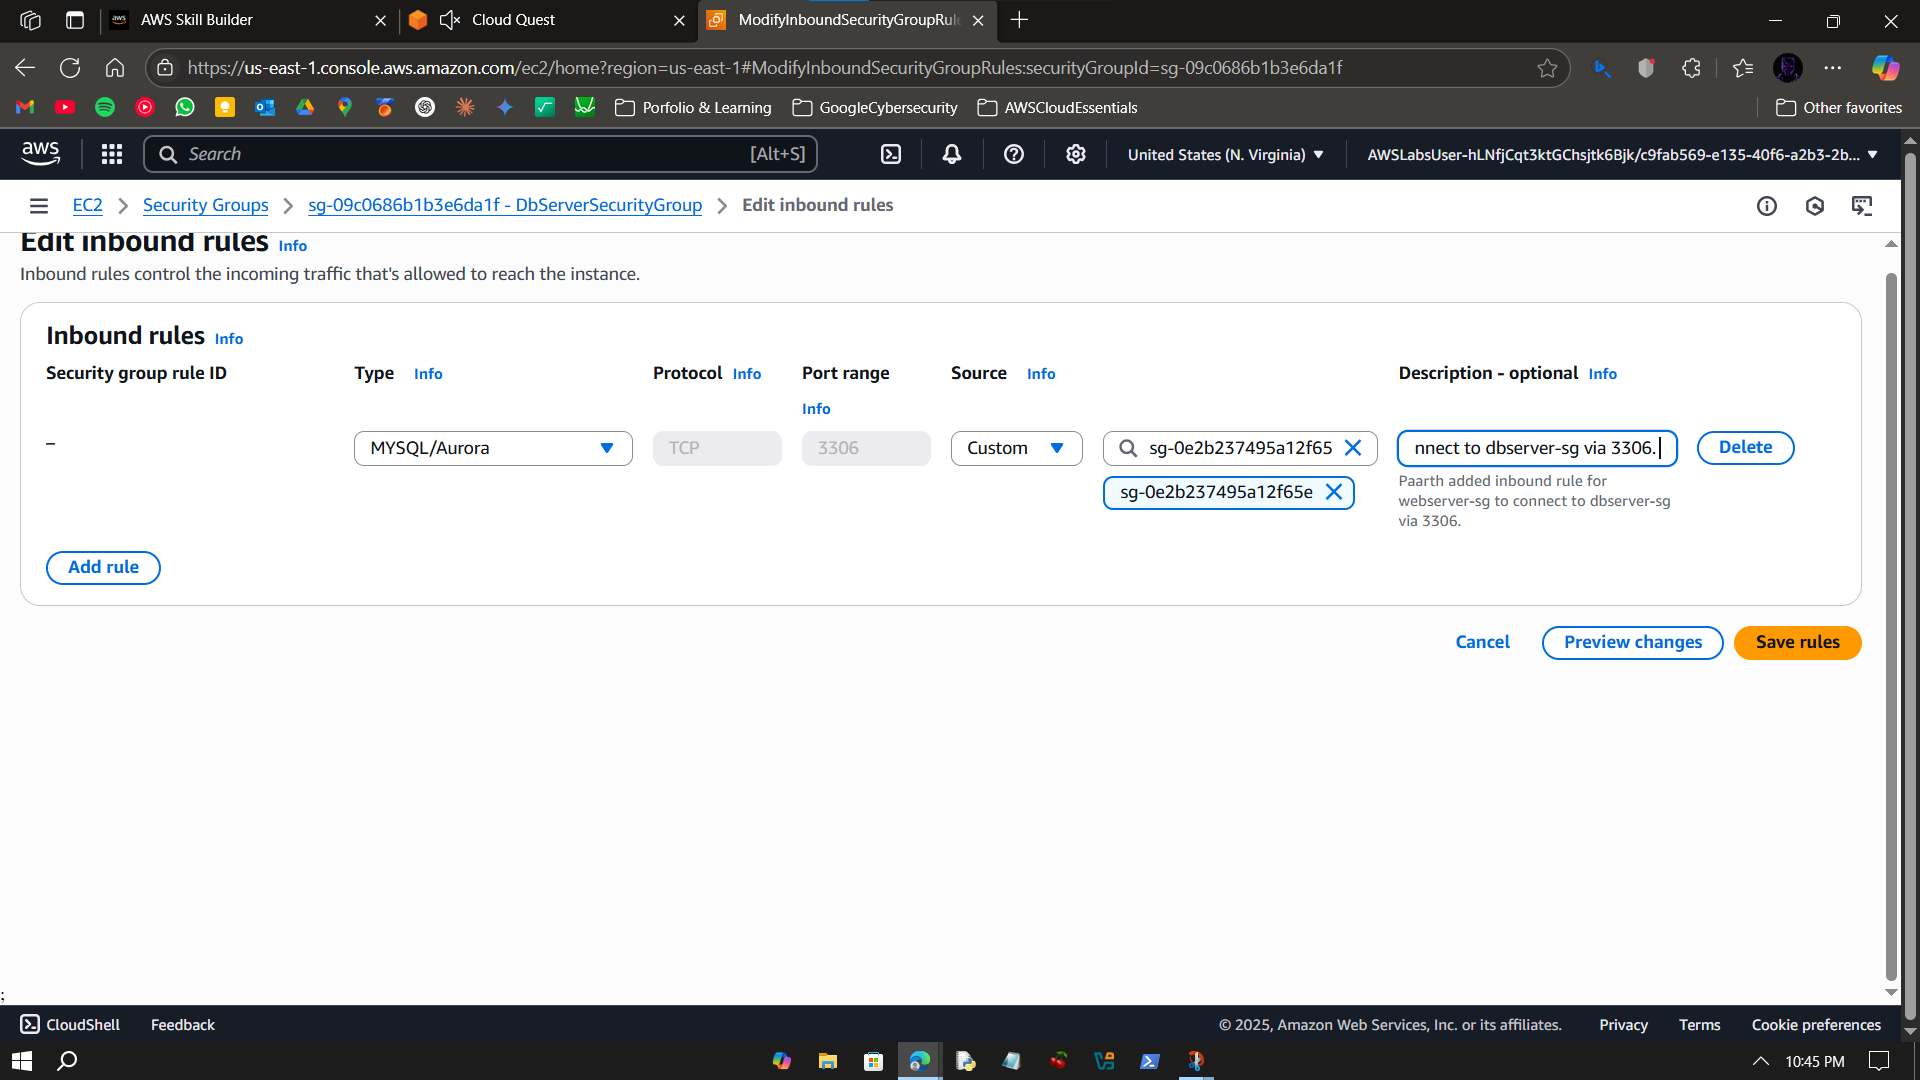 AWS Skill Builder
Cloud Quest
ModifyInboundSecurityGroupRul
https://us-east-1.console.aws.amazon.com/ec2/home?region=us-east-1#ModifyInboundSecurityGroupRules:securityGroupId=sg-09c0686b1b3e6da1f
Porfolio & Learning
GoogleCybersecurity
AWSCloudEssentials
Other favorites
aws
Search
[Alt+S]
United States (N. Virginia)
AWSLabsUser-hLNfjCqt3ktGChsjtk6Bjk/c9fab569-e135-40f6-a2b3-2b...
EC2
Security Groups
sg-09c0686b1b3e6da1f - DbServerSecurityGroup
Edit inbound rules
Edit inbound rules Info
Inbound rules control the incoming traffic that's allowed to reach the instance.
Inbound rules Info
Security group rule ID
Type Info
Protocol Info
Port range
Info
Source Info
Description - optional Info
–
MYSQL/Aurora
TCP
3306
Custom
sg-0e2b237495a12f65
nnect to dbserver-sg via 3306.
Delete
sg-0e2b237495a12f65e
Paarth added inbound rule for
webserver-sg to connect to dbserver-sg
via 3306.
Add rule
Cancel
Preview changes
Save rules
;
CloudShell
Feedback
© 2025, Amazon Web Services, Inc. or its affiliates.
Privacy
Terms
Cookie preferences
10:45 PM